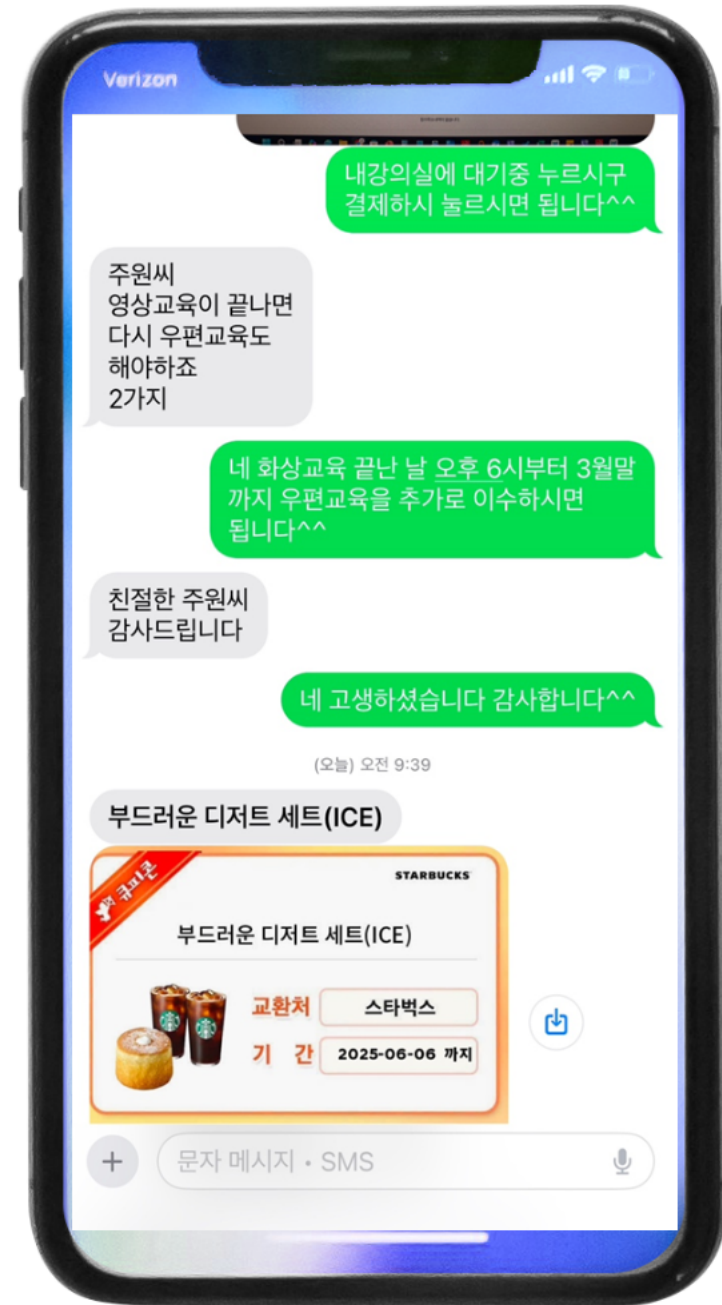 Verizon
내강의실에 대기중 누르시구
결제하시 눌르시면 됩니다^^
주원씨
영상교육이 끝나면
다시 우편교육도
해야하죠
2가지
네 화상교육 끝난 날 오후 6시부터 3월말
까지 우편교육을 추가로 이수하시면
됩니다^^
친절한 주원씨
감사드립니다
네 고생하셨습니다 감사합니다^^
(오늘) 오전 9:39
부드러운 디저트 세트(ICE)
큐피콘
STARBUCKS
부드러운 디저트 세트(ICE)
교환처 스타벅스
기 간 2025-06-06 까지
문자 메시지 • SMS